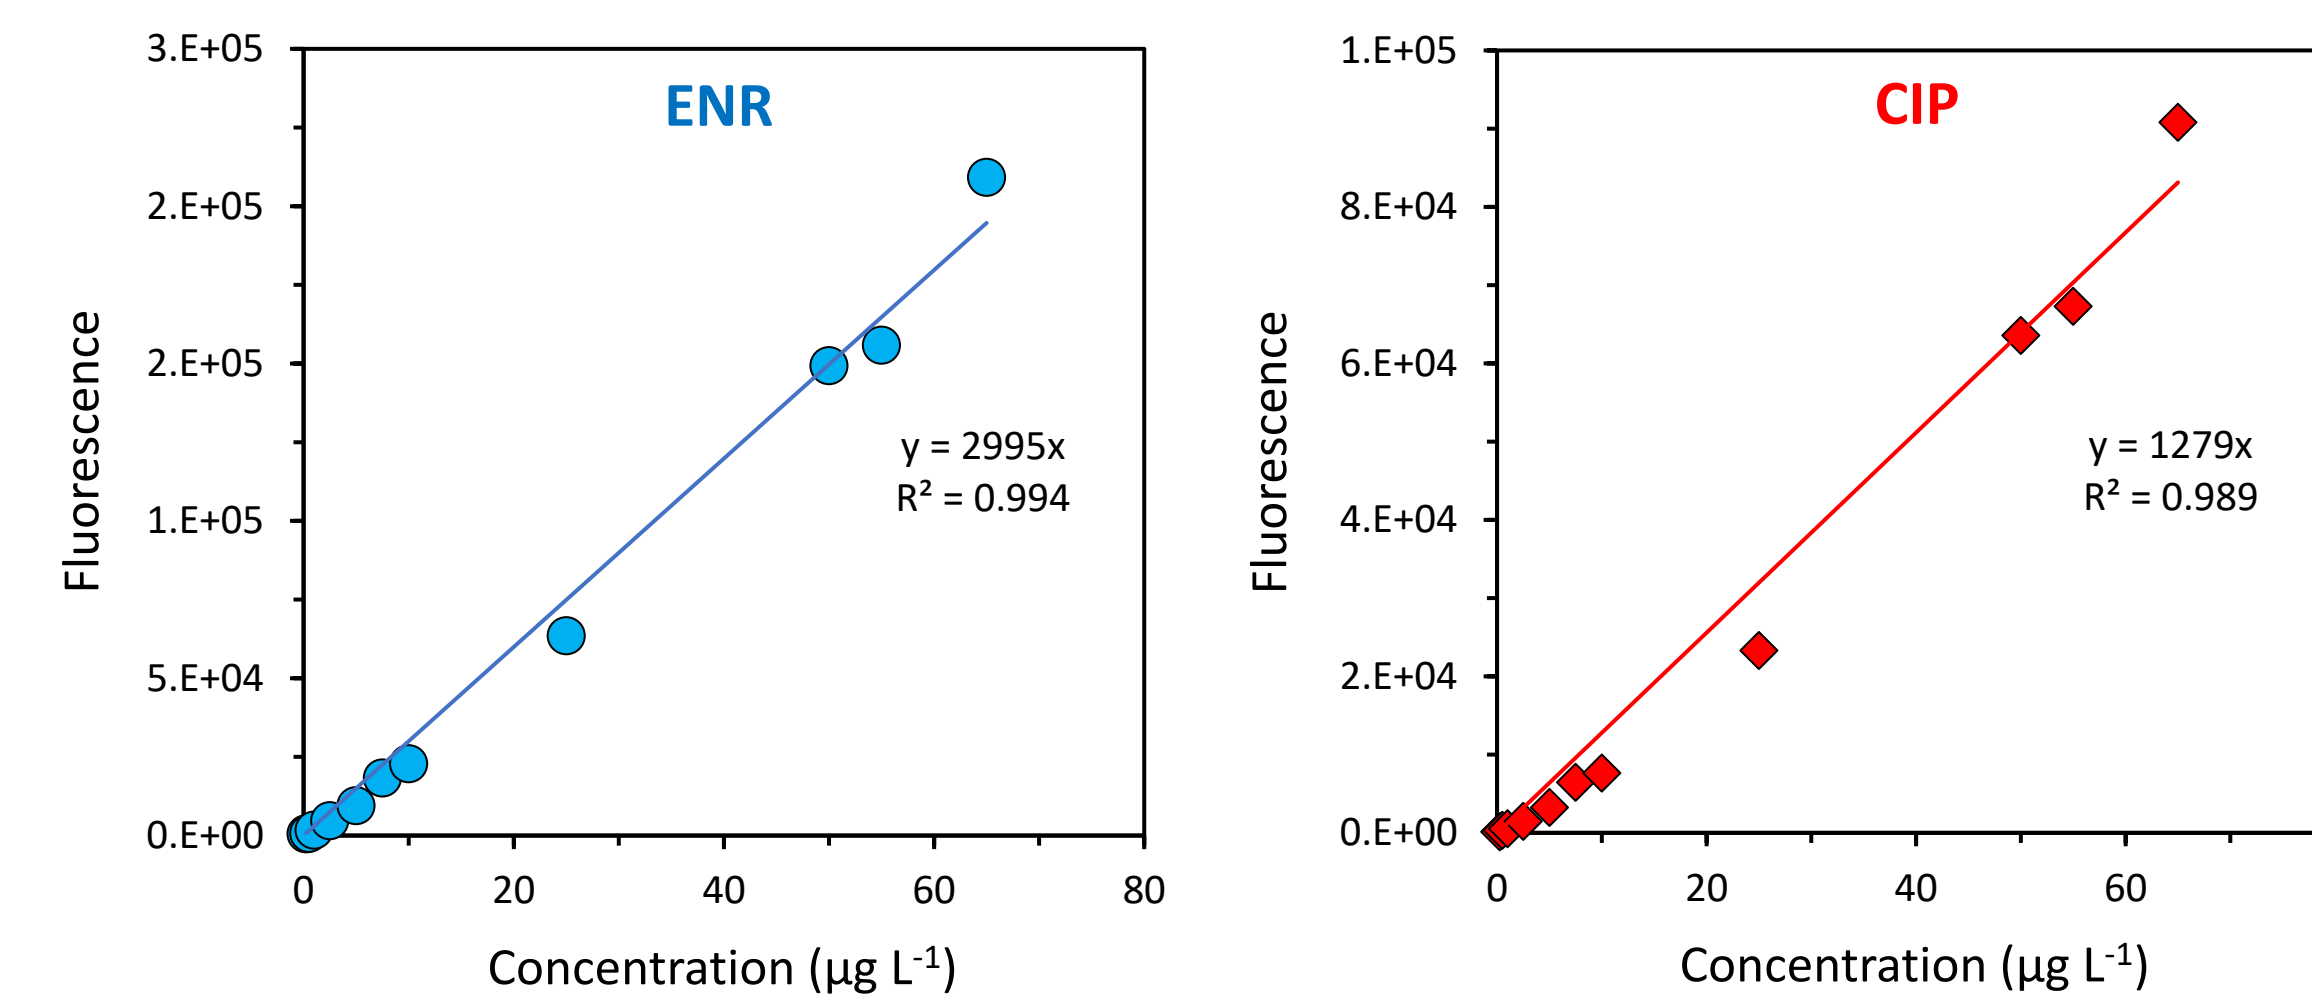 ENR
3.E+05
2.E+05
2.E+05
1.E+05
5.E+04
0.E+00
Fluorescence
y = 2995x
R² = 0.994
0 20 40 60 80
Concentration (µg L⁻¹)
CIP
1.E+05
8.E+04
6.E+04
4.E+04
2.E+04
0.E+00
Fluorescence
y = 1279x
R² = 0.989
0 20 40 60
Concentration (µg L⁻¹)